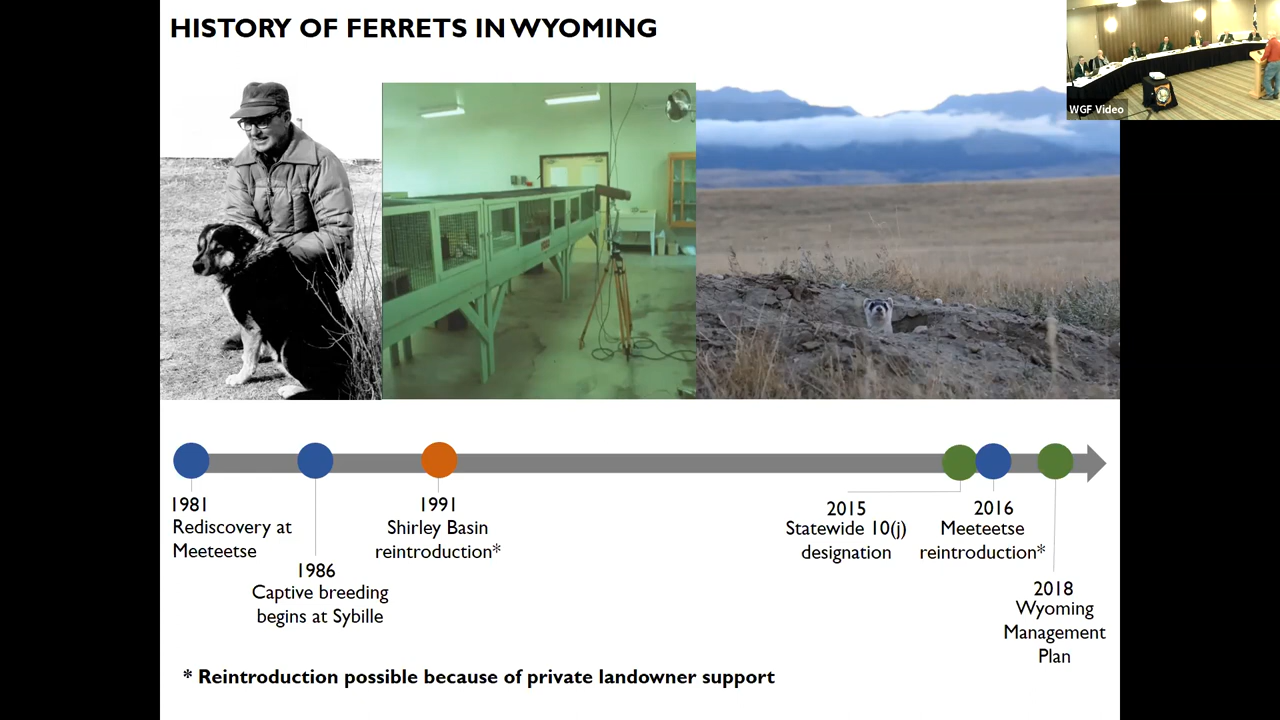 HISTORY OF FERRETS IN WYOMING
WGF Video
1981
Rediscovery at
Meeteetse
1986
Captive breeding
begins at Sybille
1991
Shirley Basin
reintroduction*
2015
Statewide 10(j)
designation
2016
Meeteetse
reintroduction*
2018
Wyoming
Management
Plan
* Reintroduction possible because of private landowner support